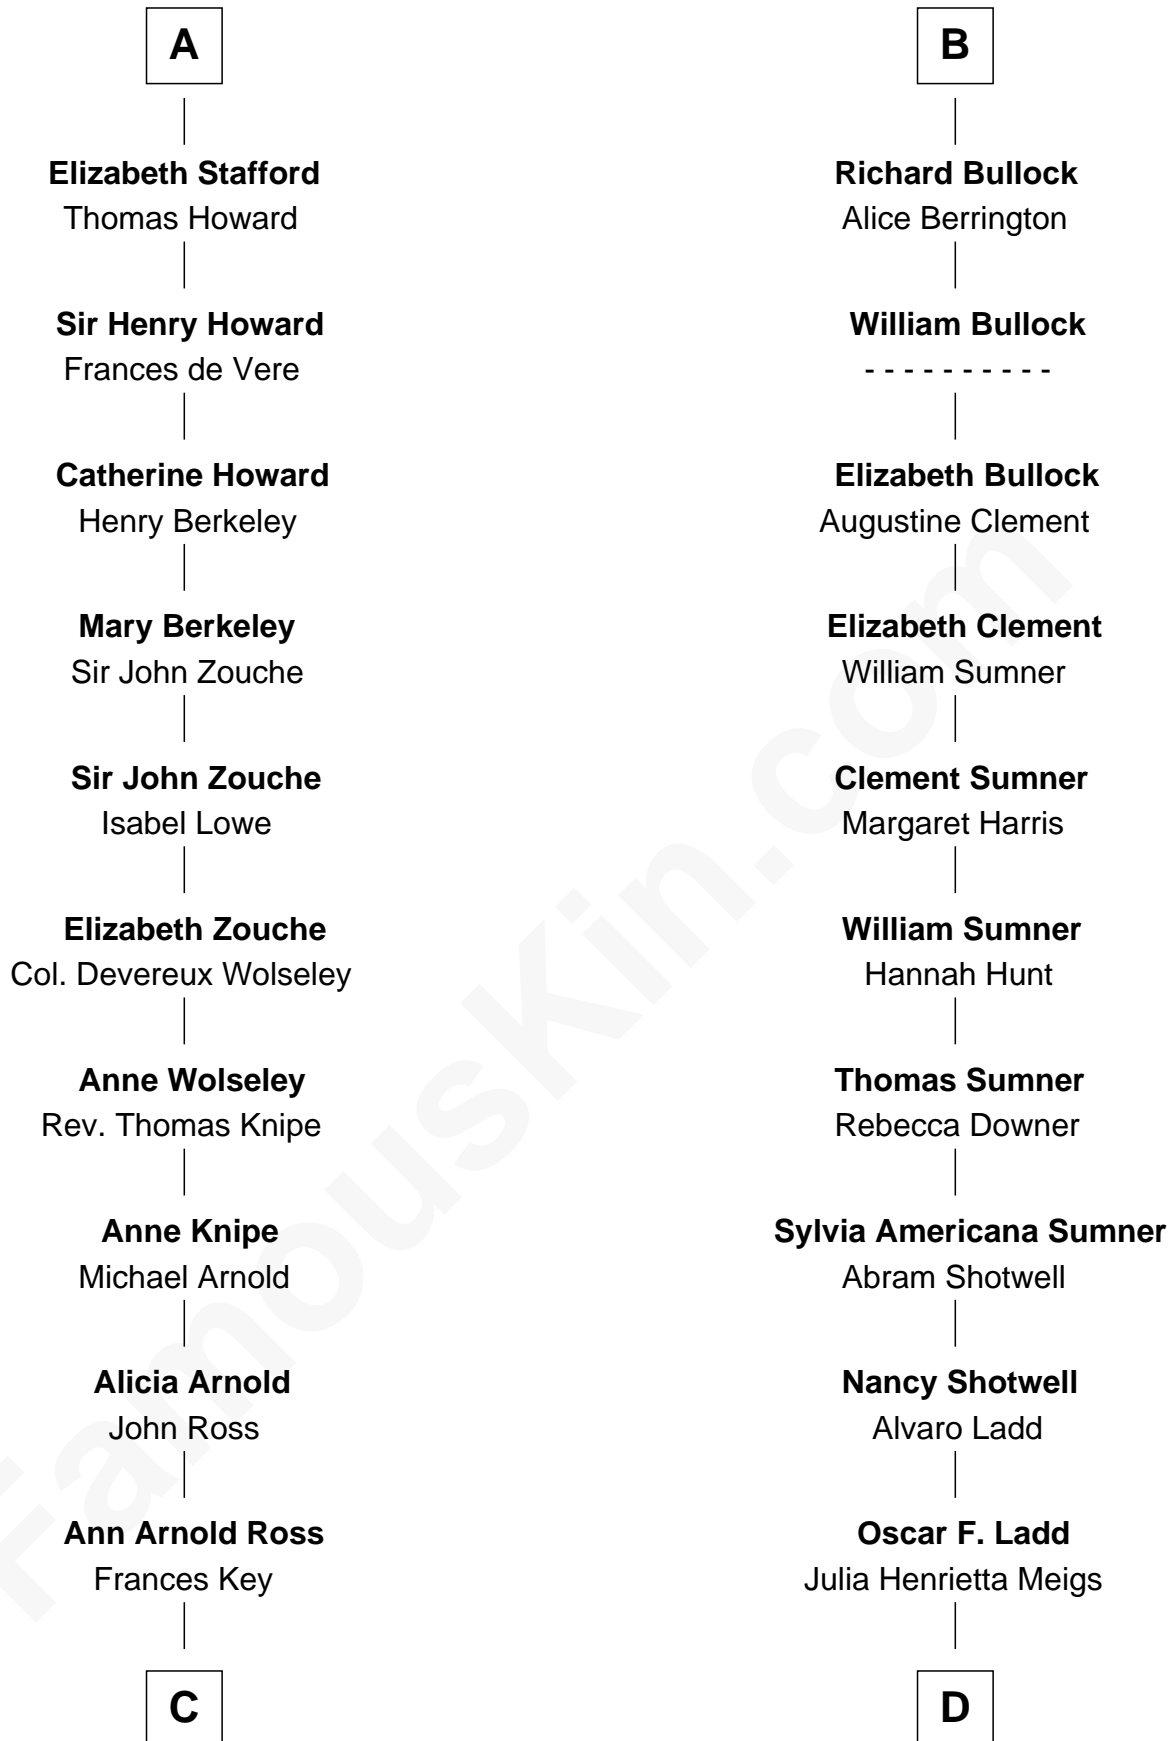 A
Elizabeth Stafford
Thomas Howard
Sir Henry Howard
Frances de Vere
Catherine Howard
Henry Berkeley
Mary Berkeley
Sir John Zouche
Sir John Zouche
Isabel Lowe
Elizabeth Zouche
Col. Devereux Wolseley
Anne Wolseley
Rev. Thomas Knipe
Anne Knipe
Michael Arnold
Alicia Arnold
John Ross
Ann Arnold Ross
Frances Key
C
B
Richard Bullock
Alice Berrington
William Bullock
- - - - - - - - - -
Elizabeth Bullock
Augustine Clement
Elizabeth Clement
William Sumner
Clement Sumner
Margaret Harris
William Sumner
Hannah Hunt
Thomas Sumner
Rebecca Downer
Sylvia Americana Sumner
Abram Shotwell
Nancy Shotwell
Alvaro Ladd
Oscar F. Ladd
Julia Henrietta Meigs
D
FamousKin.com